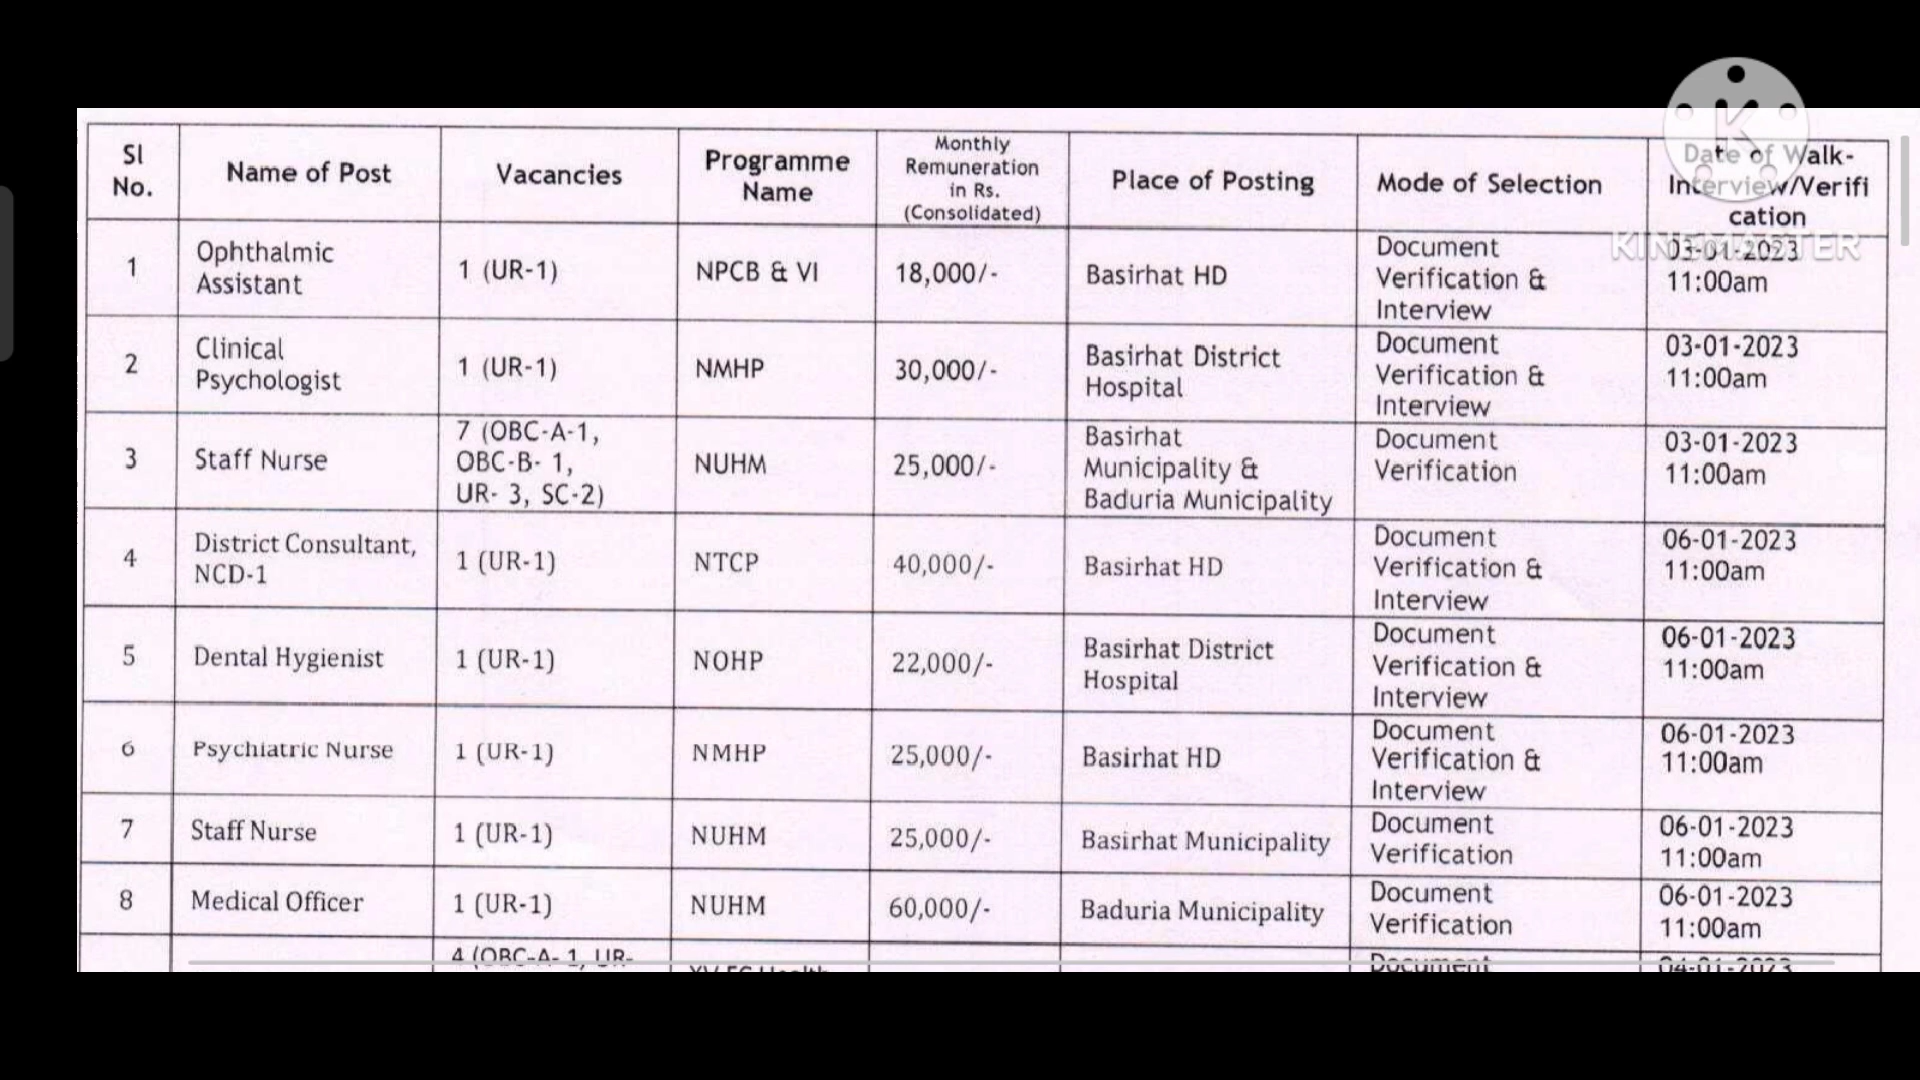 Sl No.
Name of Post
Vacancies
Programme Name
Monthly Remuneration in Rs. (Consolidated)
Place of Posting
Mode of Selection
Date of Walk-Interview/Verification
KINEMASTER
1
Ophthalmic
Assistant
1 (UR-1)
NPCB & VI
18,000/-
Basirhat HD
Document
Verification &
Interview
03-01-2023
11:00am
2
Clinical
Psychologist
1 (UR-1)
NMHP
30,000/-
Basirhat District
Hospital
Document
Verification &
Interview
03-01-2023
11:00am
3
Staff Nurse
7 (OBC-A-1,
OBC-B- 1,
UR- 3, SC-2)
NUHM
25,000/-
Basirhat
Municipality &
Baduria Municipality
Document
Verification
03-01-2023
11:00am
4
District Consultant,
NCD-1
1 (UR-1)
NTCP
40,000/-
Basirhat HD
Document
Verification &
Interview
06-01-2023
11:00am
5
Dental Hygienist
1 (UR-1)
NOHP
22,000/-
Basirhat District
Hospital
Document
Verification &
Interview
06-01-2023
11:00am
6
Psychiatric Nurse
1 (UR-1)
NMHP
25,000/-
Basirhat HD
Document
Verification &
Interview
06-01-2023
11:00am
7
Staff Nurse
1 (UR-1)
NUHM
25,000/-
Basirhat Municipality
Document
Verification
06-01-2023
11:00am
8
Medical Officer
1 (UR-1)
NUHM
60,000/-
Baduria Municipality
Document
Verification
06-01-2023
11:00am
4 (OBC-A- 1, UR-
Document
04-01-2023